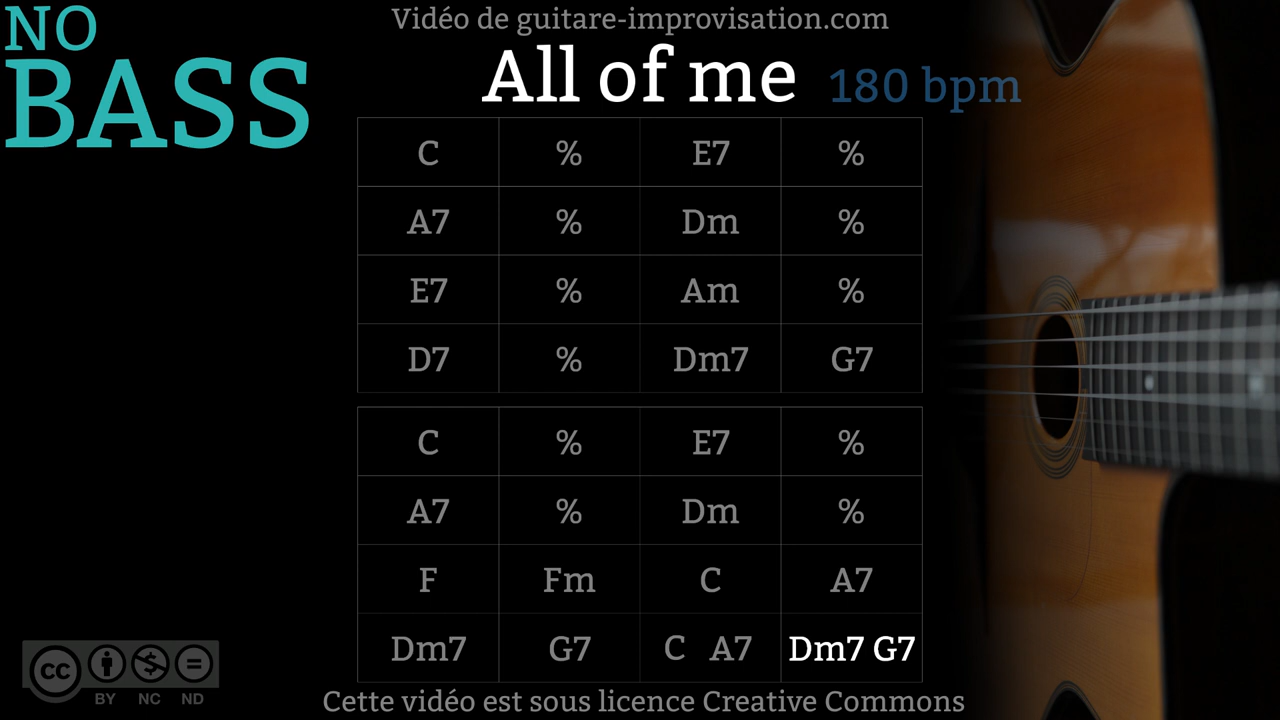 NO
BASS
Vidéo de guitare-improvisation.com
All of me 180 bpm
C % E7 %
A7 % Dm %
E7 % Am %
D7 % Dm7 G7
C % E7 %
A7 % Dm %
F Fm C A7
Dm7 G7 C A7 Dm7 G7
cc
BY NC ND
Cette vidéo est sous licence Creative Commons